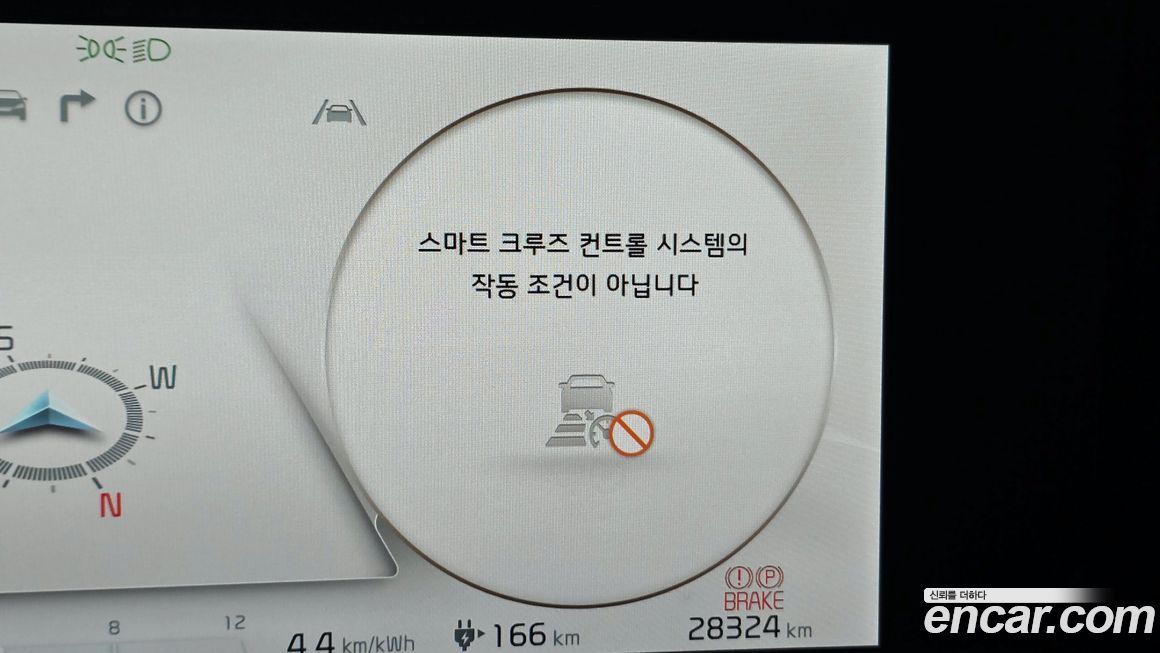 스마트 크루즈 컨트롤 시스템의
작동 조건이 아닙니다
S
W
N
8
12
4.4 km/kWh
166 km
P
BRAKE
28324 km
신뢰를 더하다
encar.com